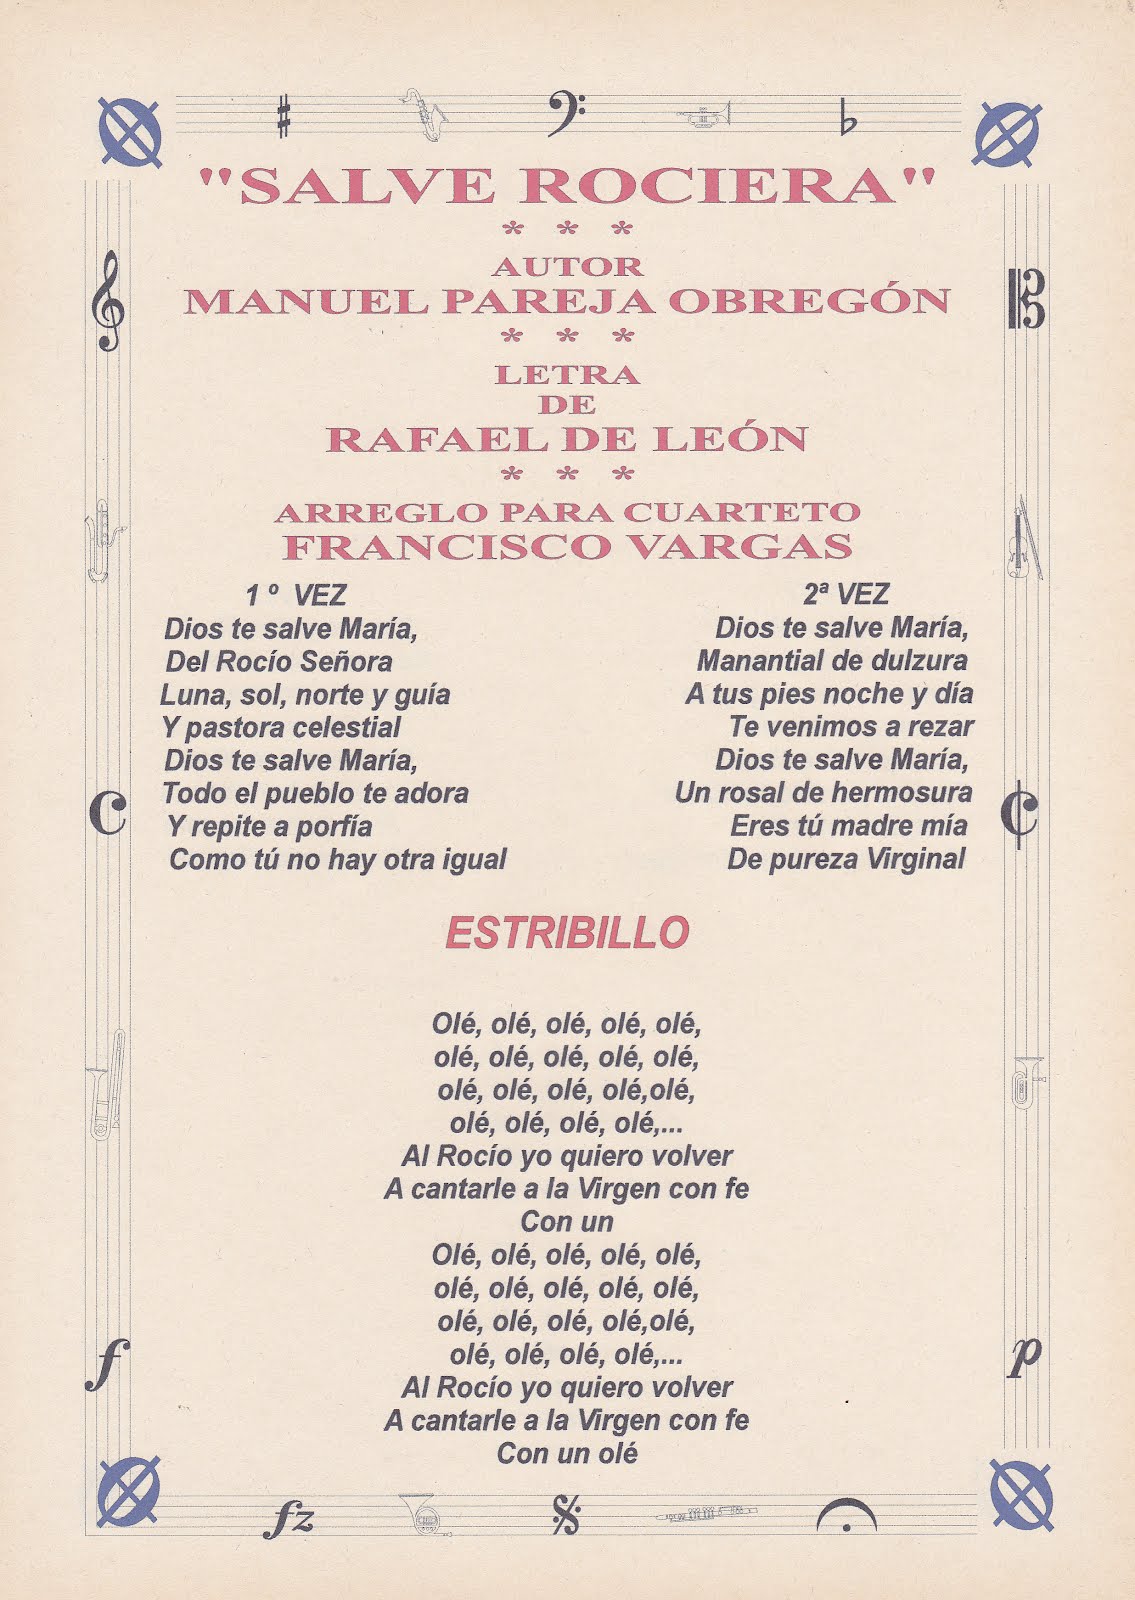 "SALVE ROCIERA"
* * *
AUTOR
MANUEL PAREJA OBREGÓN
* * *
LETRA
DE
RAFAEL DE LEÓN
* * *
ARREGLO PARA CUARTETO
FRANCISCO VARGAS
1 º VEZ
Dios te salve María,
Del Rocío Señora
Luna, sol, norte y guía
Y pastora celestial
Dios te salve María,
Todo el pueblo te adora
Y repite a porfía
Como tú no hay otra igual
2ª VEZ
Dios te salve María,
Manantial de dulzura
A tus pies noche y día
Te venimos a rezar
Dios te salve María,
Un rosal de hermosura
Eres tú madre mía
De pureza Virginal
ESTRIBILLO
Olé, olé, olé, olé, olé,
olé, olé, olé, olé, olé,
olé, olé, olé, olé,olé,
olé, olé, olé, olé,...
Al Rocío yo quiero volver
A cantarle a la Virgen con fe
Con un
Olé, olé, olé, olé, olé,
olé, olé, olé, olé, olé,
olé, olé, olé, olé,olé,
olé, olé, olé, olé,...
Al Rocío yo quiero volver
A cantarle a la Virgen con fe
Con un olé